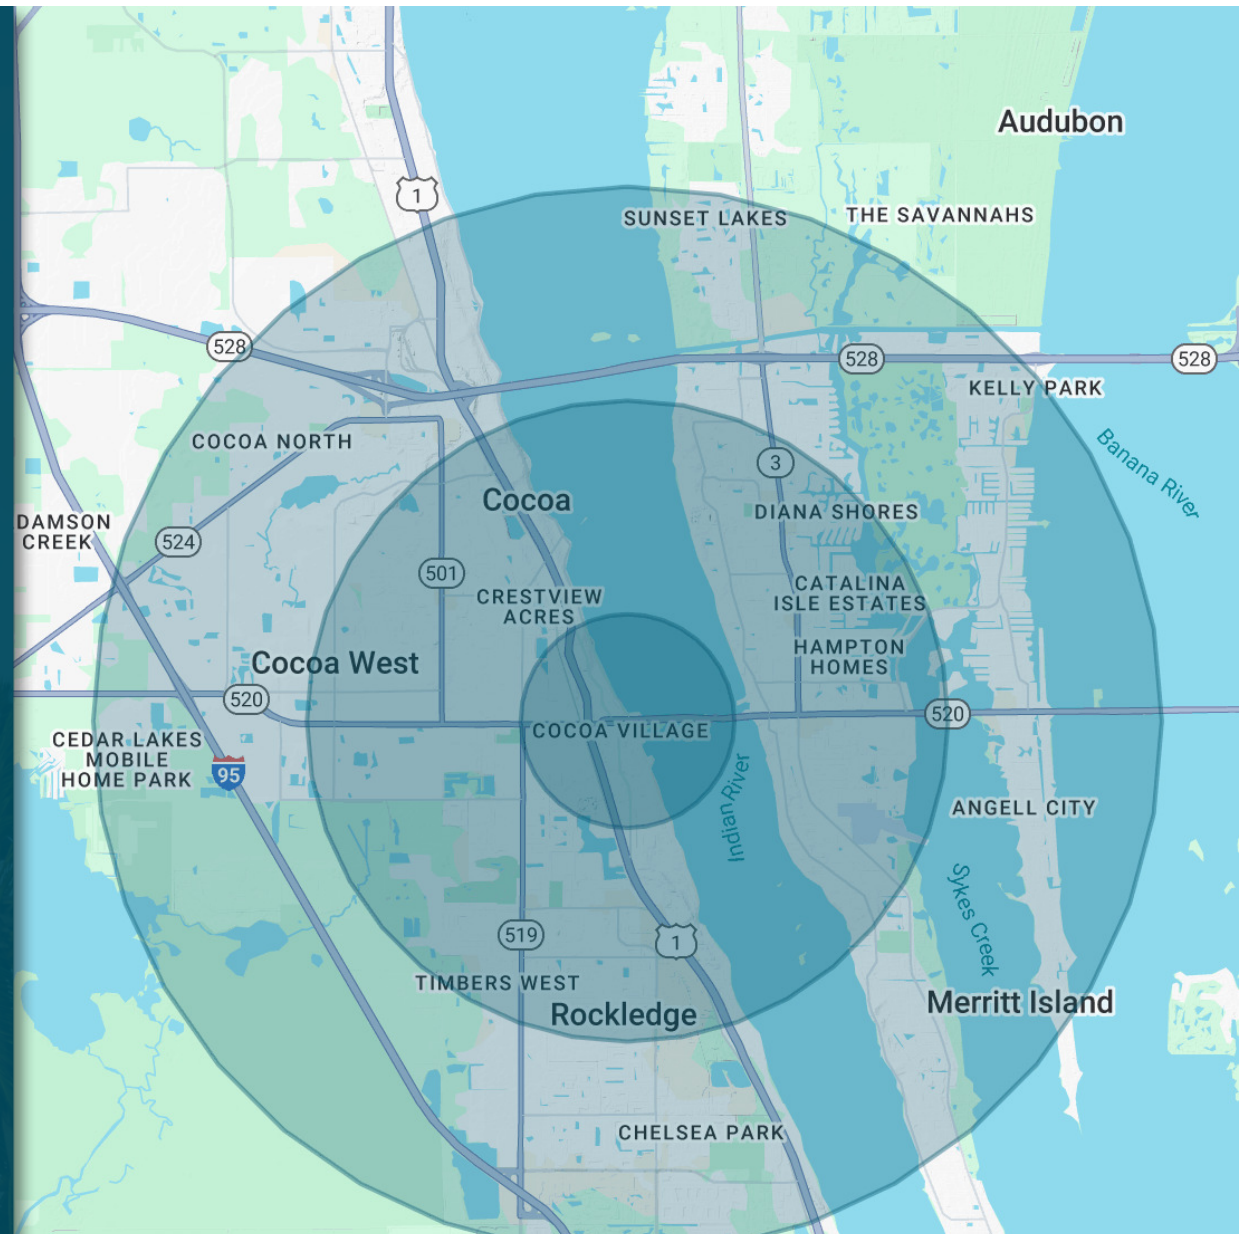 Audubon
1
SUNSET LAKES
THE SAVANNAHS
528
528
528
KELLY PARK
COCOA NORTH
Banana River
3
Cocoa
DIANA SHORES
DAMSON
CREEK
524
501
CRESTVIEW
ACRES
CATALINA
ISLE ESTATES
HAMPTON
HOMES
Cocoa West
520
520
COCOA VILLAGE
CEDAR LAKES
MOBILE
HOME PARK
95
Indian River
ANGELL CITY
Sykes Creek
519
1
TIMBERS WEST
Rockledge
Merritt Island
CHELSEA PARK